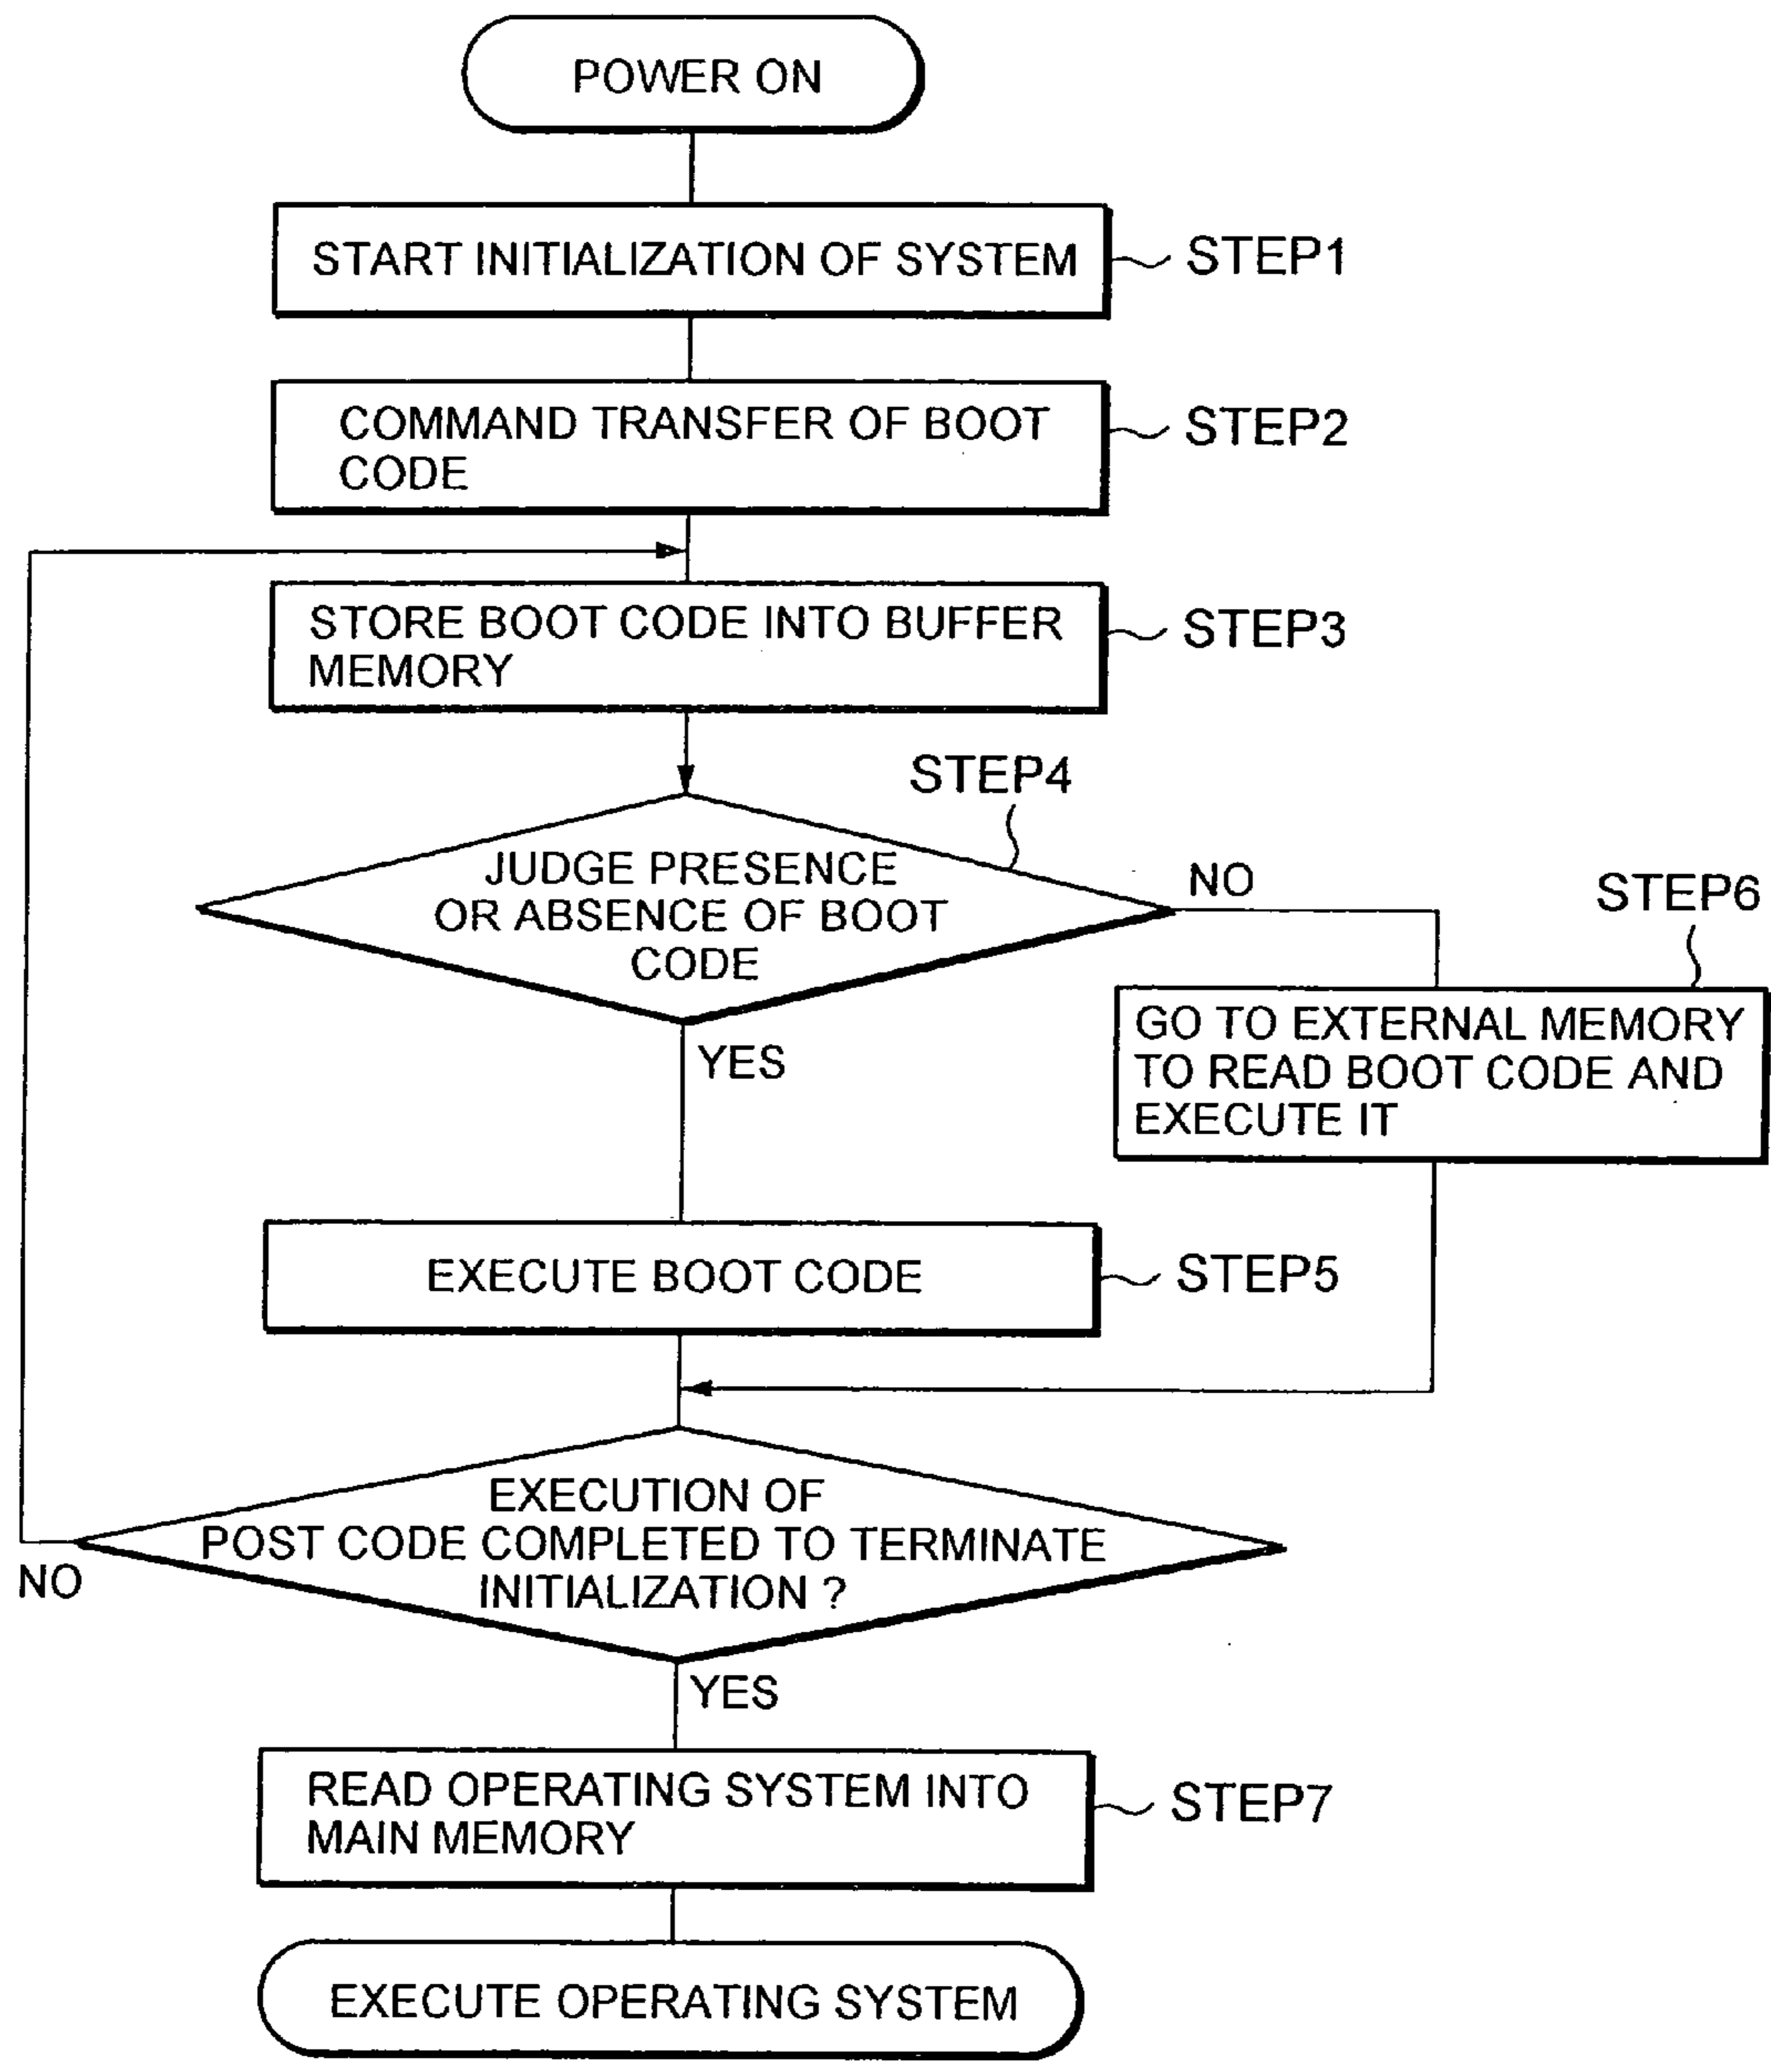 POWER ON
START INITIALIZATION OF SYSTEM
STEP1
COMMAND TRANSFER OF BOOT
CODE
STEP2
STORE BOOT CODE INTO BUFFER
MEMORY
STEP3
STEP4
JUDGE PRESENCE
OR ABSENCE OF BOOT
CODE
NO
YES
STEP6
GO TO EXTERNAL MEMORY
TO READ BOOT CODE AND
EXECUTE IT
EXECUTE BOOT CODE
STEP5
EXECUTION OF
POST CODE COMPLETED TO TERMINATE
INITIALIZATION ?
NO
YES
READ OPERATING SYSTEM INTO
MAIN MEMORY
STEP7
EXECUTE OPERATING SYSTEM